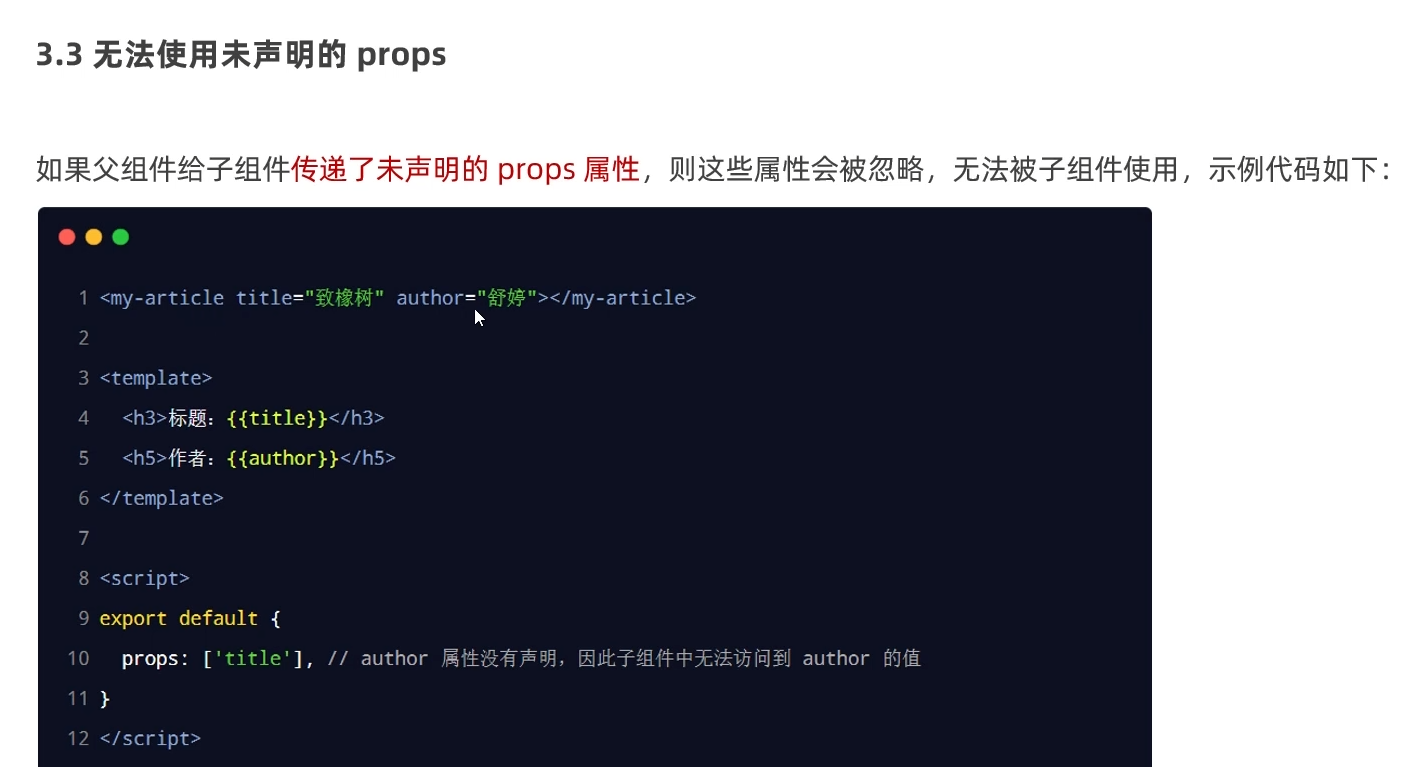 3.3 无法使用未声明的 props
如果父组件给子组件传递了未声明的 props 属性，则这些属性会被忽略，无法被子组件使用，示例代码如下：
1 <my-article title="致橡树" author="舒婷"></my-article>
2
3 <template>
4   <h3>标题：{{title}}</h3>
5   <h5>作者：{{author}}</h5>
6 </template>
7
8 <script>
9 export default {
10   props: ['title'], // author 属性没有声明，因此子组件中无法访问到 author 的值
11 }
12 </script>